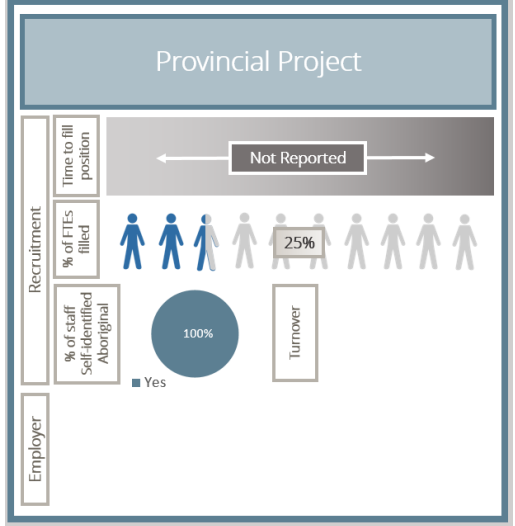 Provincial Project
Recruitment
Time to fill
position
Not Reported
% of FTEs
filled
25%
% of staff
Self-identified
Aboriginal
100%
Yes
Turnover
Employer